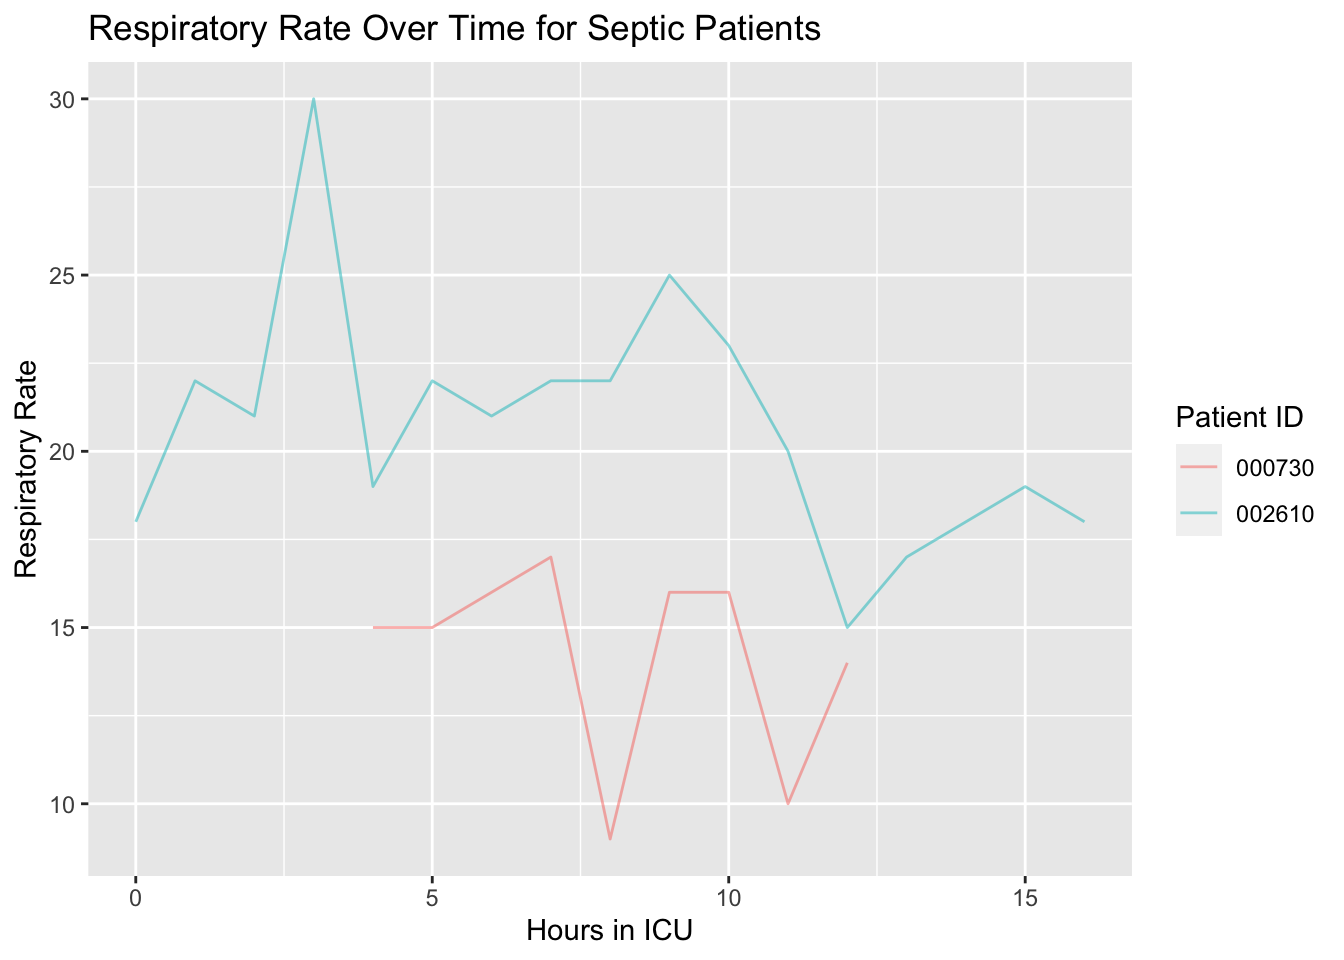 Respiratory Rate Over Time for Septic Patients
30
25
20
15
10
Respiratory Rate
0 5 10 15
Hours in ICU
Patient ID
000730
002610